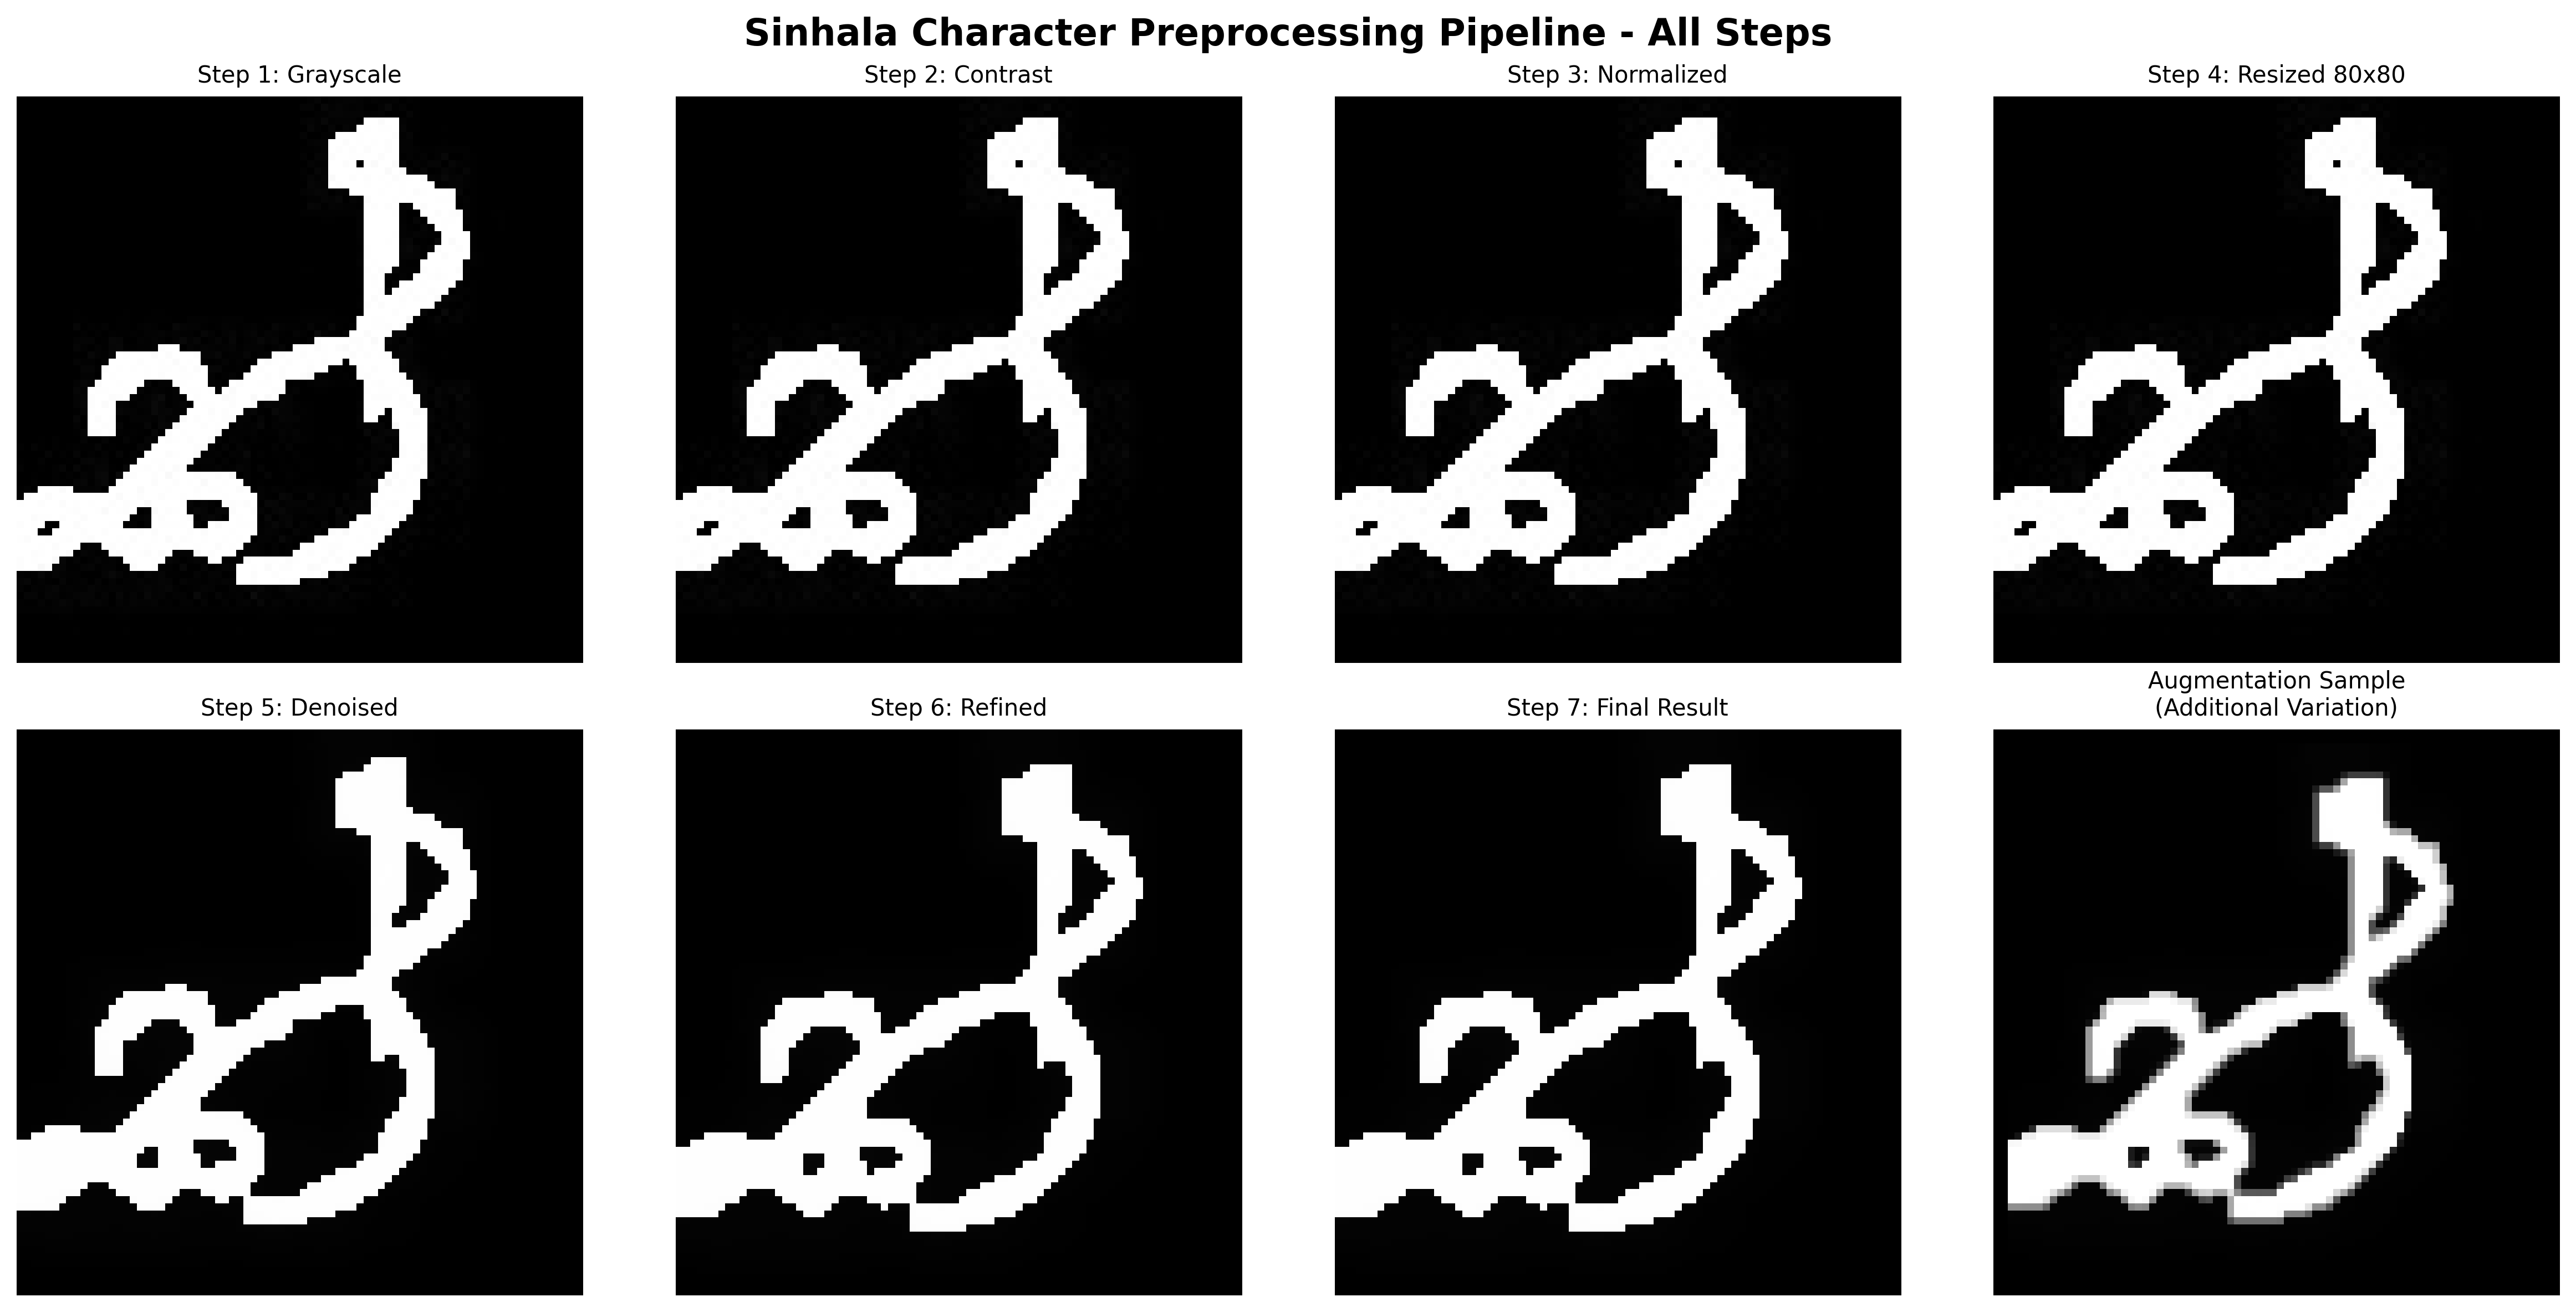 Sinhala Character Preprocessing Pipeline - All Steps
Step 1: Grayscale
Step 2: Contrast
Step 3: Normalized
Step 4: Resized 80x80
Step 5: Denoised
Step 6: Refined
Step 7: Final Result
Augmentation Sample
(Additional Variation)